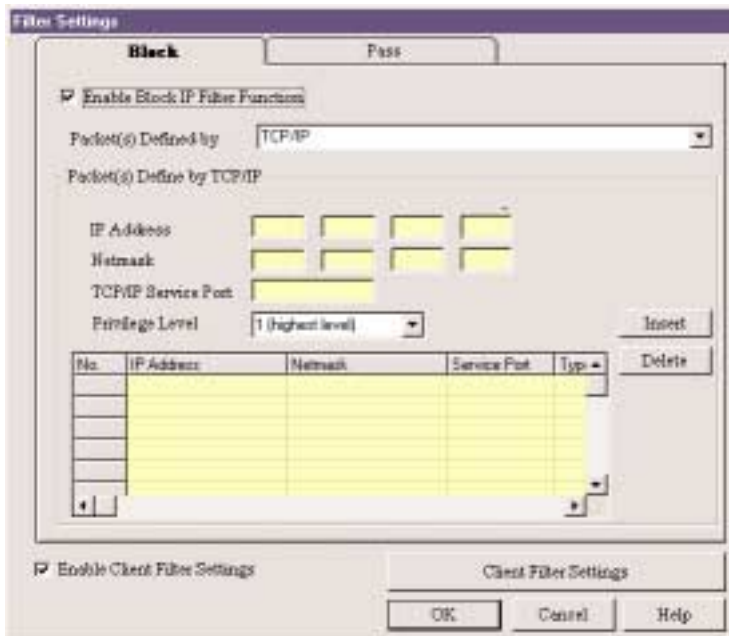 Filter Settings
Block
Pass
Enable Block IP Filter Function
Packet(s) Defined by
TCP/IP
Packet(s) Define by TCP/IP
IP Address
Netmask
TCP/IP Service Port
Privilege Level
1 (highest level)
Insert
No. IP Address Netmask Service Port Typ
Delete
Enable Client Filter Settings
Client Filter Settings
OK Cancel Help